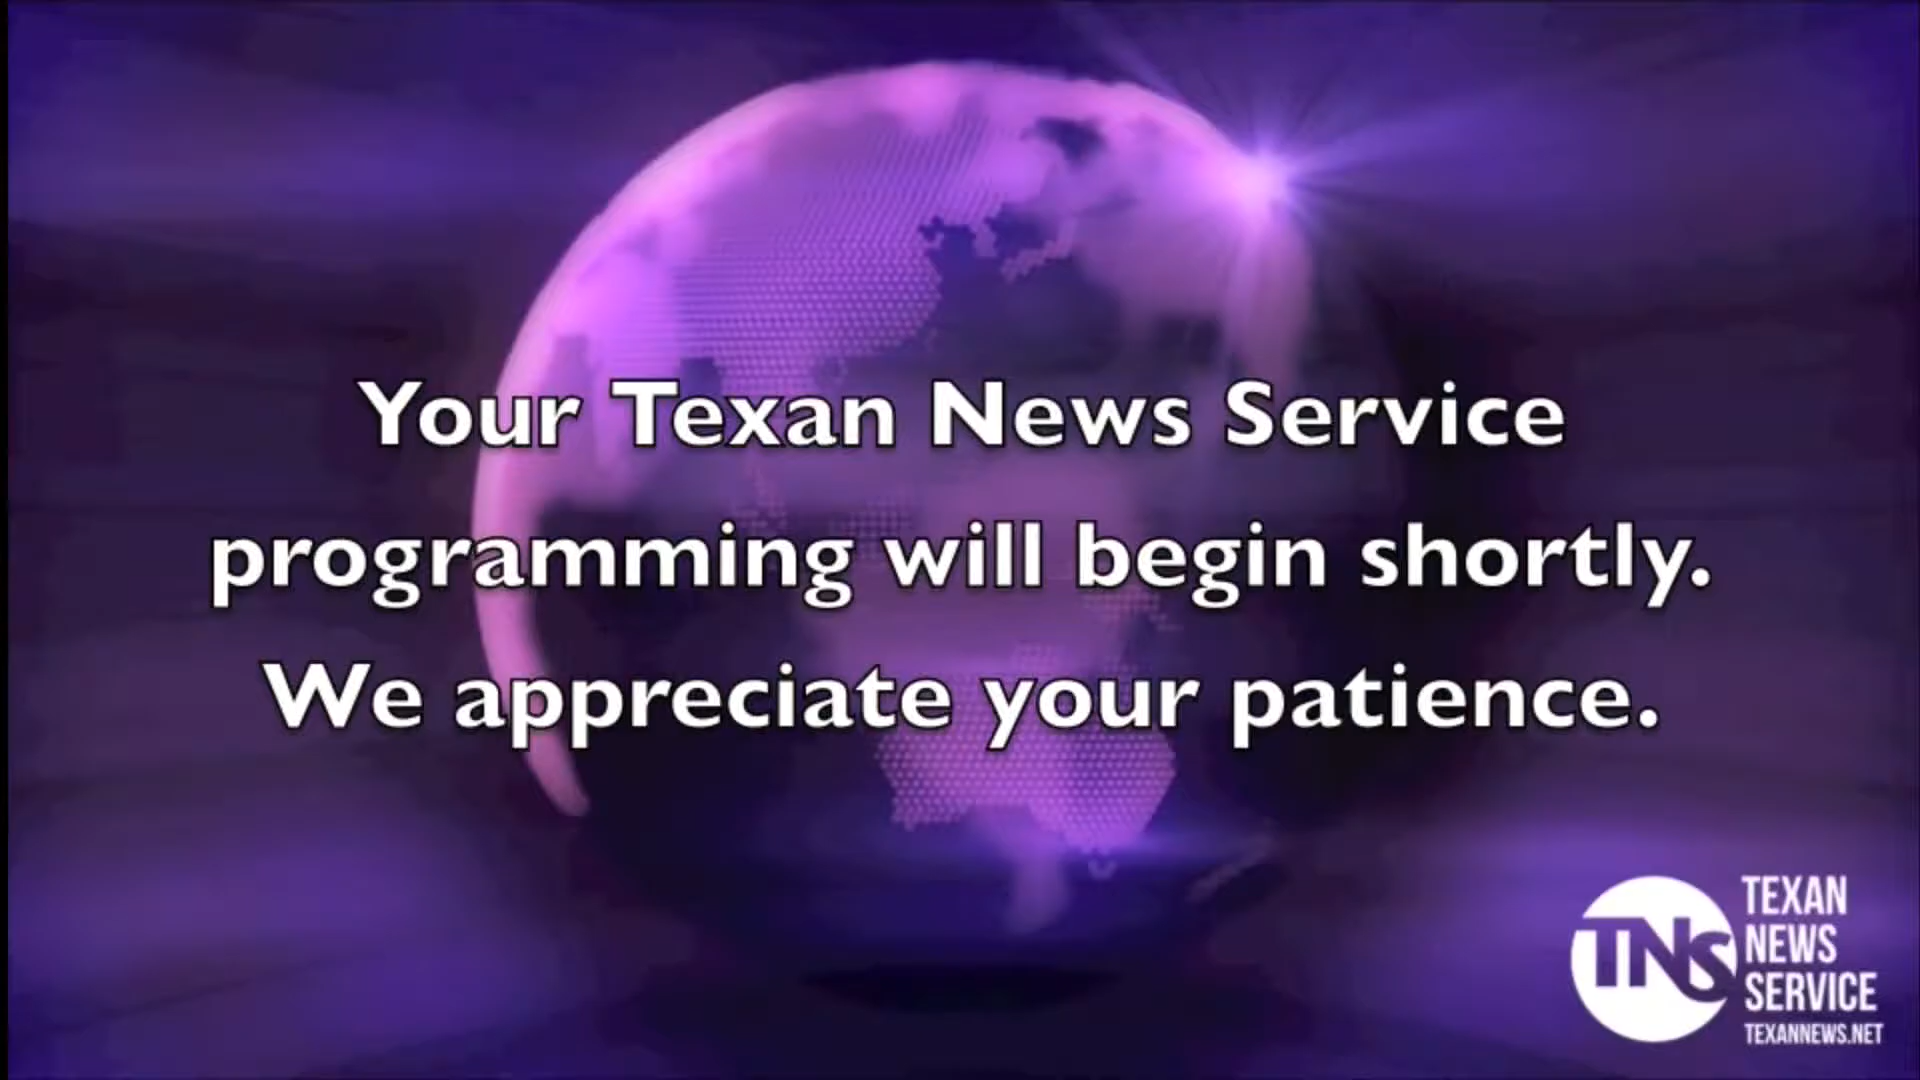 Your Texan News Service
programming will begin shortly.
We appreciate your patience.
TNS
TEXAN
NEWS
SERVICE
TEXANNEWS.NET